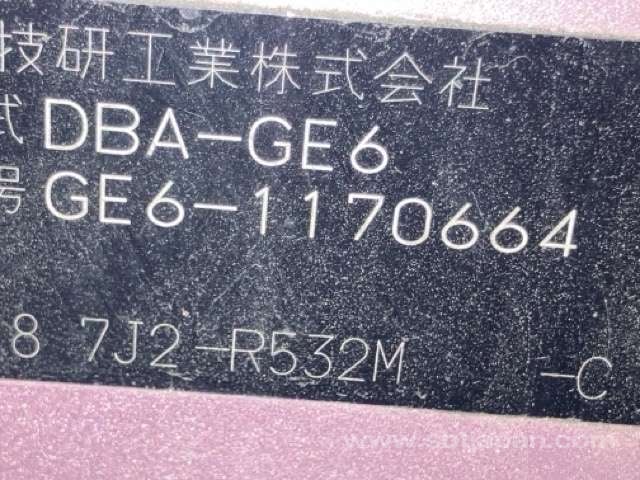 技研工業株式会社
式 DBA-GE6
号 GE6-1170664
8 7J2-R532M -C
www.sbtjapan.com